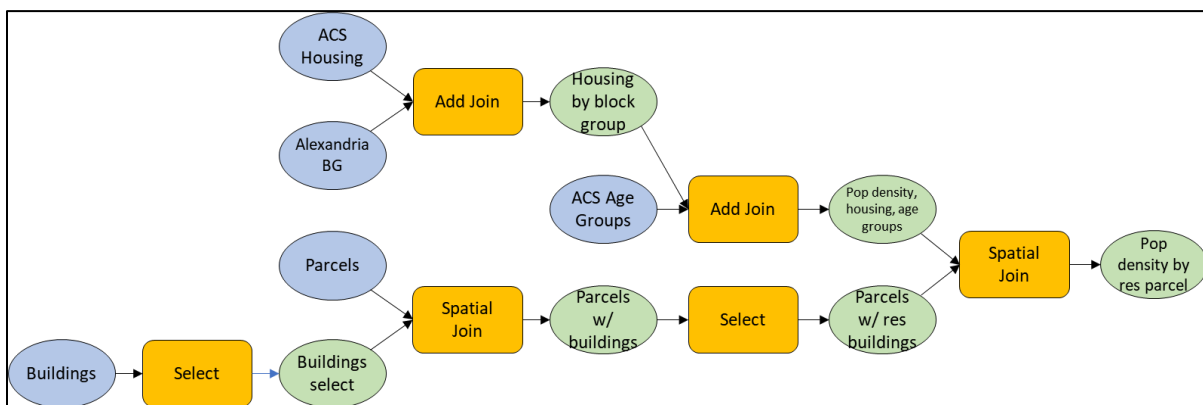 ACS
Housing
Add Join
Housing
by block
group
Alexandria
BG
ACS Age
Groups
Add Join
Pop density,
housing, age
groups
Spatial
Join
Pop
density by
res parcel
Parcels
Spatial
Join
Parcels
w/
buildings
Select
Parcels
w/ res
buildings
Buildings
Select
Buildings
select